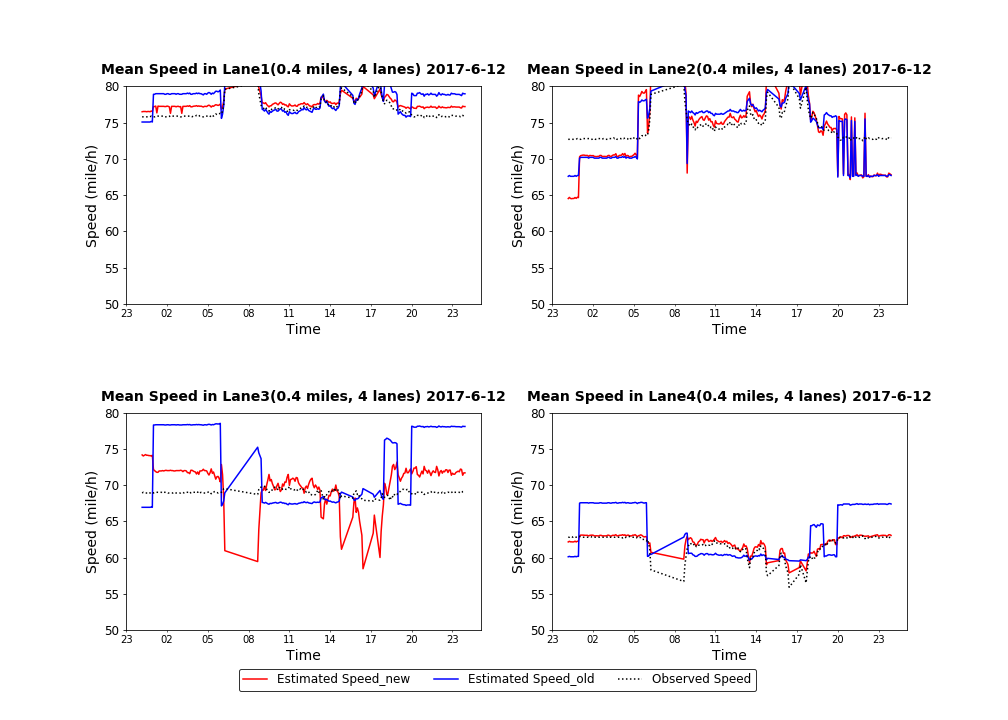 Mean Speed in Lane1(0.4 miles, 4 lanes) 2017-6-12
80
75
70
65
60
55
50
Speed (mile/h)
23 02 05 08 11 14 17 20 23
Time
Mean Speed in Lane2(0.4 miles, 4 lanes) 2017-6-12
80
75
70
65
60
55
50
Speed (mile/h)
23 02 05 08 11 14 17 20 23
Time
Mean Speed in Lane3(0.4 miles, 4 lanes) 2017-6-12
80
75
70
65
60
55
50
Speed (mile/h)
23 02 05 08 11 14 17 20 23
Time
Mean Speed in Lane4(0.4 miles, 4 lanes) 2017-6-12
80
75
70
65
60
55
50
Speed (mile/h)
23 02 05 08 11 14 17 20 23
Time
Estimated Speed_new Estimated Speed_old Observed Speed